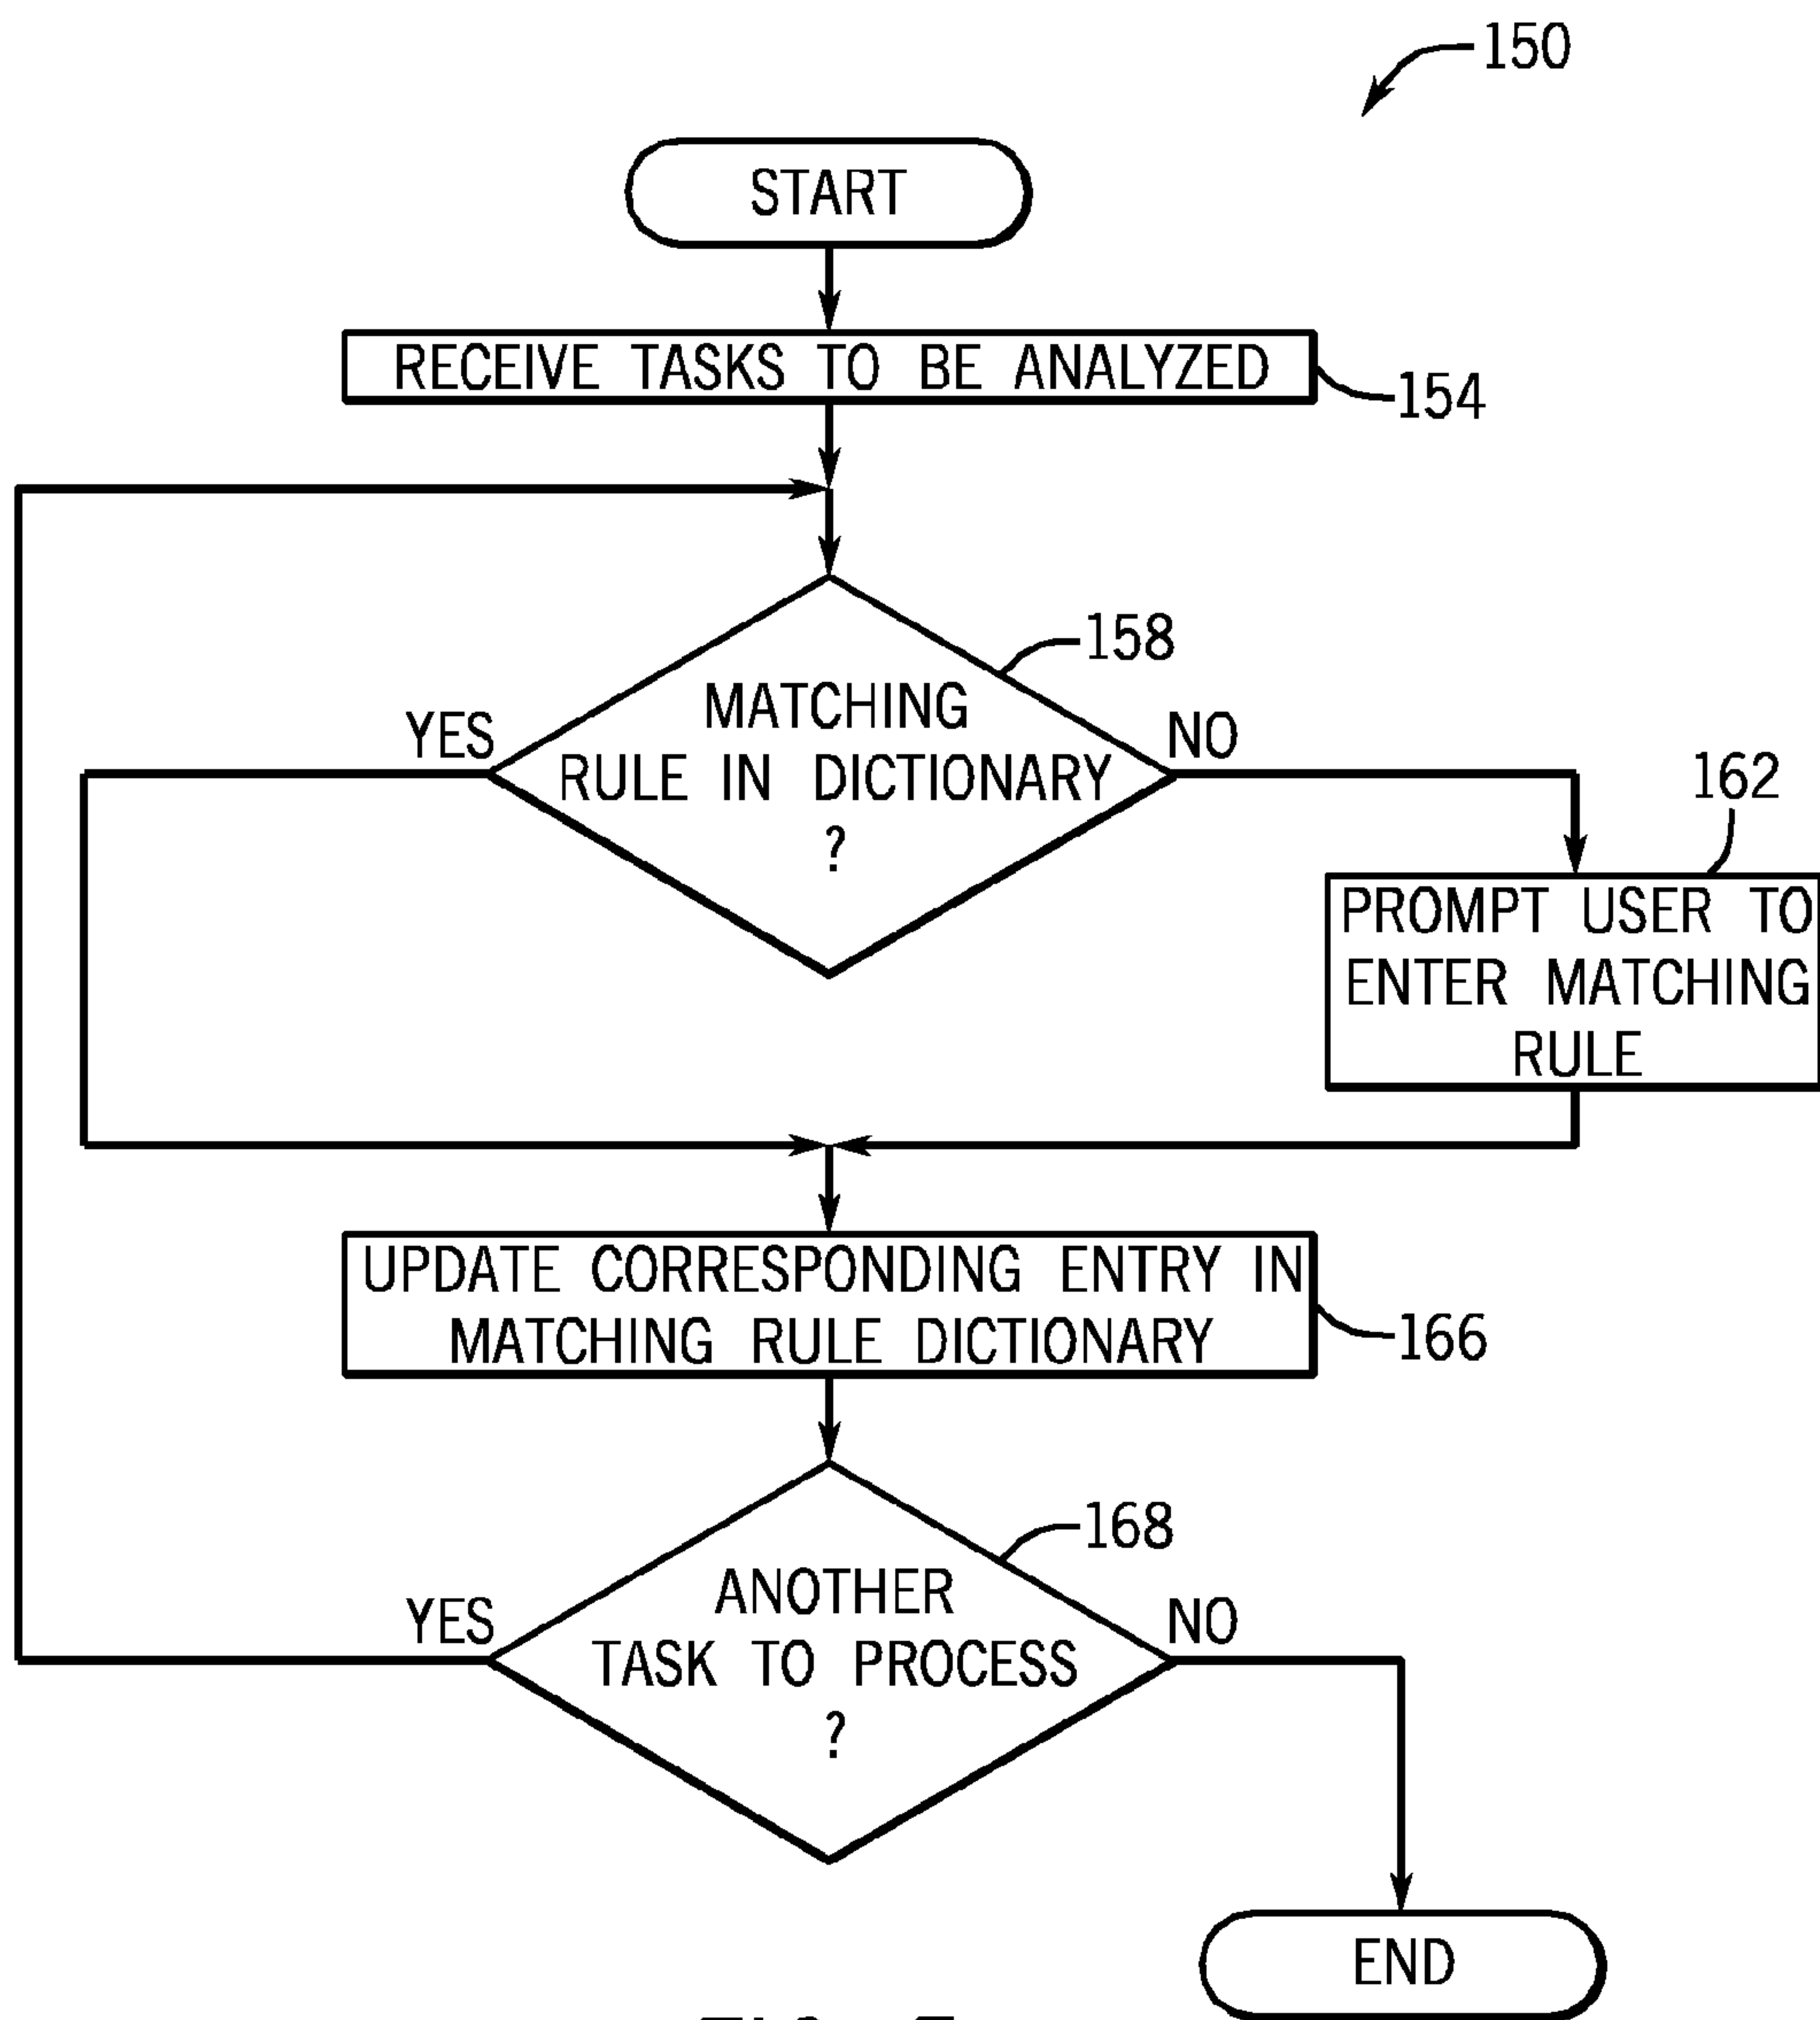 150
START
RECEIVE TASKS TO BE ANALYZED
154
158
MATCHING
RULE IN DICTIONARY
?
YES
NO
162
PROMPT USER TO
ENTER MATCHING
RULE
UPDATE CORRESPONDING ENTRY IN
MATCHING RULE DICTIONARY
166
168
ANOTHER
TASK TO PROCESS
?
YES
NO
END